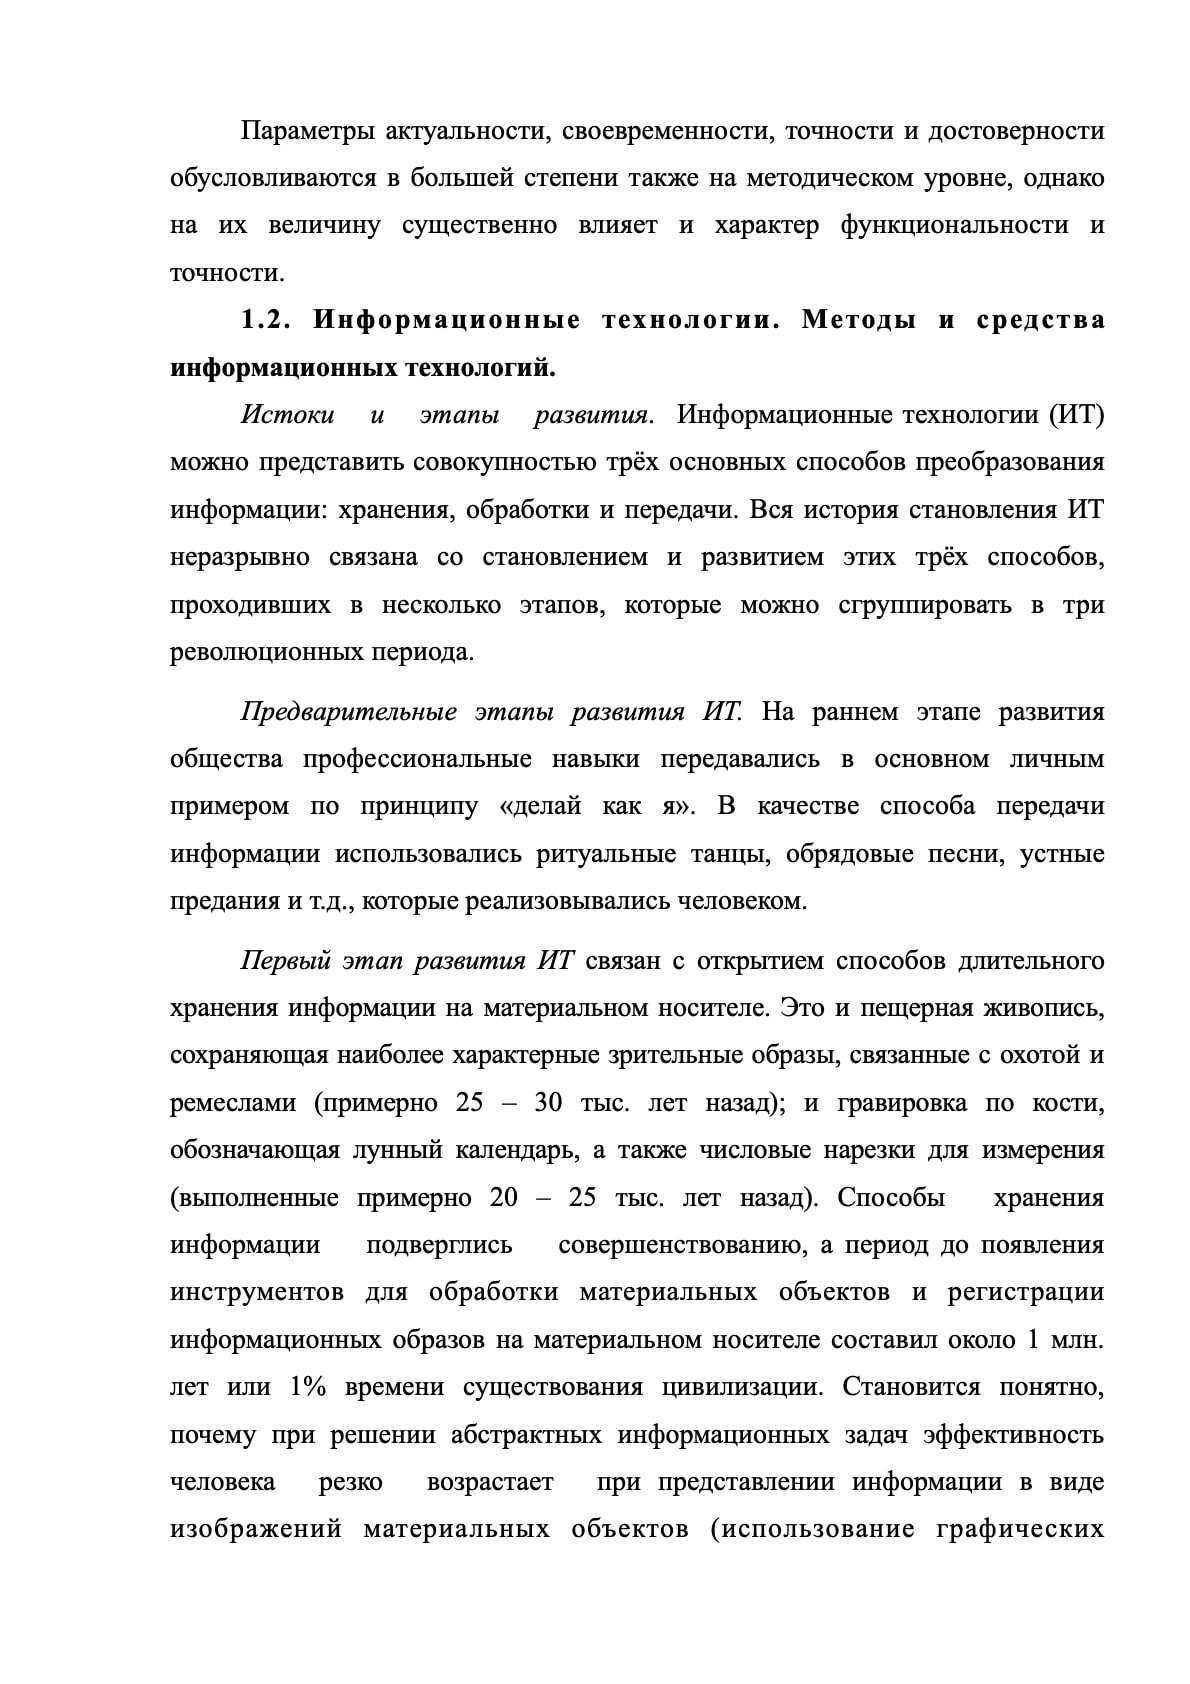 Параметры актуальности, своевременности, точности и достоверности
обусловливаются в большей степени также на методическом уровне, однако
на их величину существенно влияет и характер функциональности и
точности.
1.2. Информационные технологии. Методы и средства
информационных технологий.
Истоки и этапы развития. Информационные технологии (ИТ)
можно представить совокупностью трёх основных способов преобразования
информации: хранения, обработки и передачи. Вся история становления ИТ
неразрывно связана со становлением и развитием этих трёх способов,
проходивших в несколько этапов, которые можно сгруппировать в три
революционных периода.
Предварительные этапы развития ИТ. На раннем этапе развития
общества профессиональные навыки передавались в основном личным
примером по принципу «делай как я». В качестве способа передачи
информации использовались ритуальные танцы, обрядовые песни, устные
предания и т.д., которые реализовывались человеком.
Первый этап развития ИТ связан с открытием способов длительного
хранения информации на материальном носителе. Это и пещерная живопись,
сохраняющая наиболее характерные зрительные образы, связанные с охотой и
ремеслами (примерно 25 – 30 тыс. лет назад); и гравировка по кости,
обозначающая лунный календарь, а также числовые нарезки для измерения
(выполненные примерно 20 – 25 тыс. лет назад). Способы хранения
информации подверглись совершенствованию, а период до появления
инструментов для обработки материальных объектов и регистрации
информационных образов на материальном носителе составил около 1 млн.
лет или 1% времени существования цивилизации. Становится понятно,
почему при решении абстрактных информационных задач эффективность
человека резко возрастает при представлении информации в виде
изображений материальных объектов (использование графических